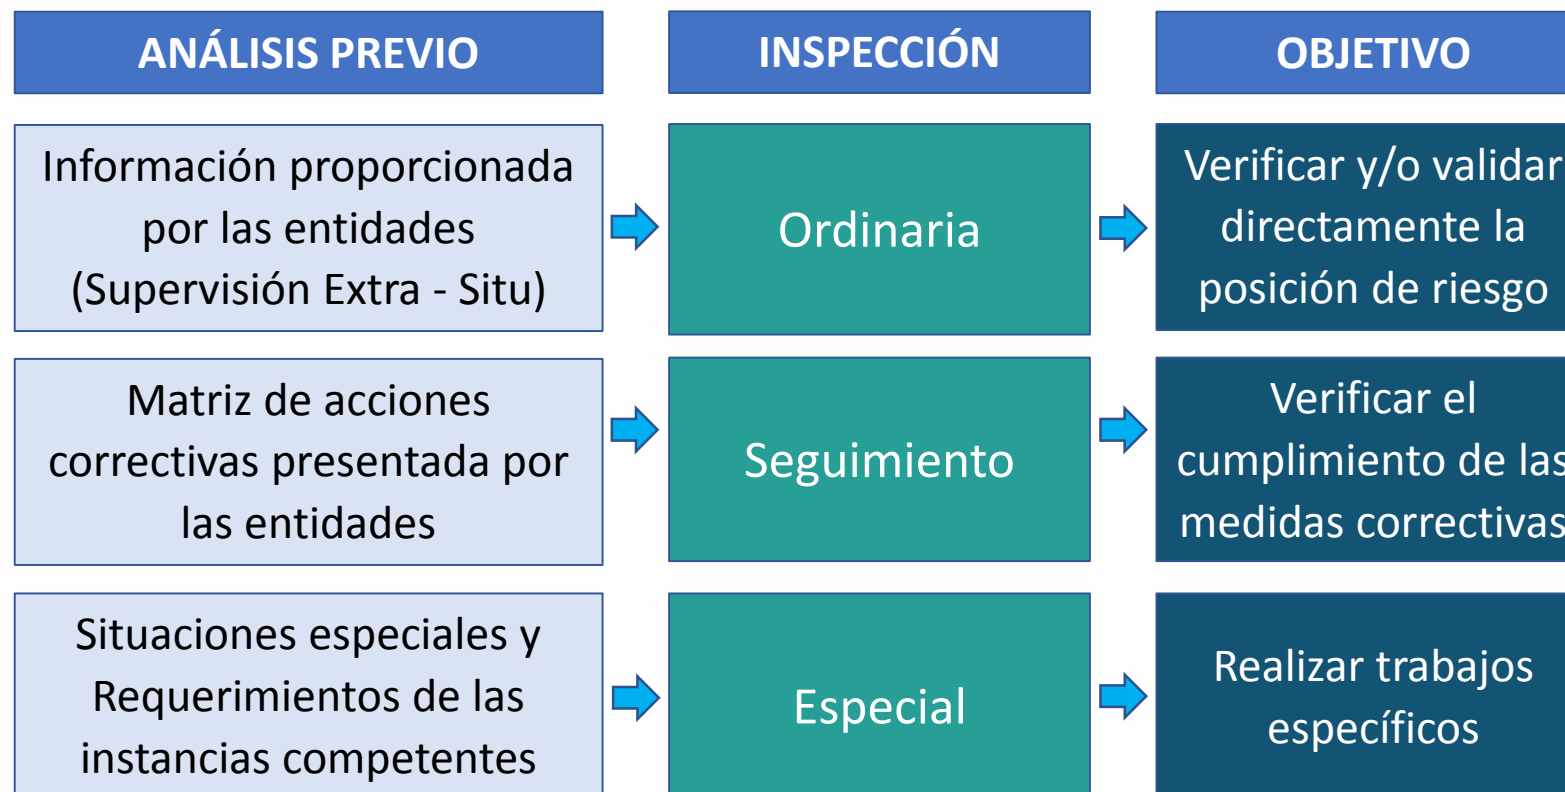 ANÁLISIS PREVIO
INSPECCIÓN
OBJETIVO
Información proporcionada
por las entidades
(Supervisión Extra - Situ)
Ordinaria
Verificar y/o validar
directamente la
posición de riesgo
Matriz de acciones
correctivas presentada por
las entidades
Seguimiento
Verificar el
cumplimiento de las
medidas correctivas
Situaciones especiales y
Requerimientos de las
instancias competentes
Especial
Realizar trabajos
específicos